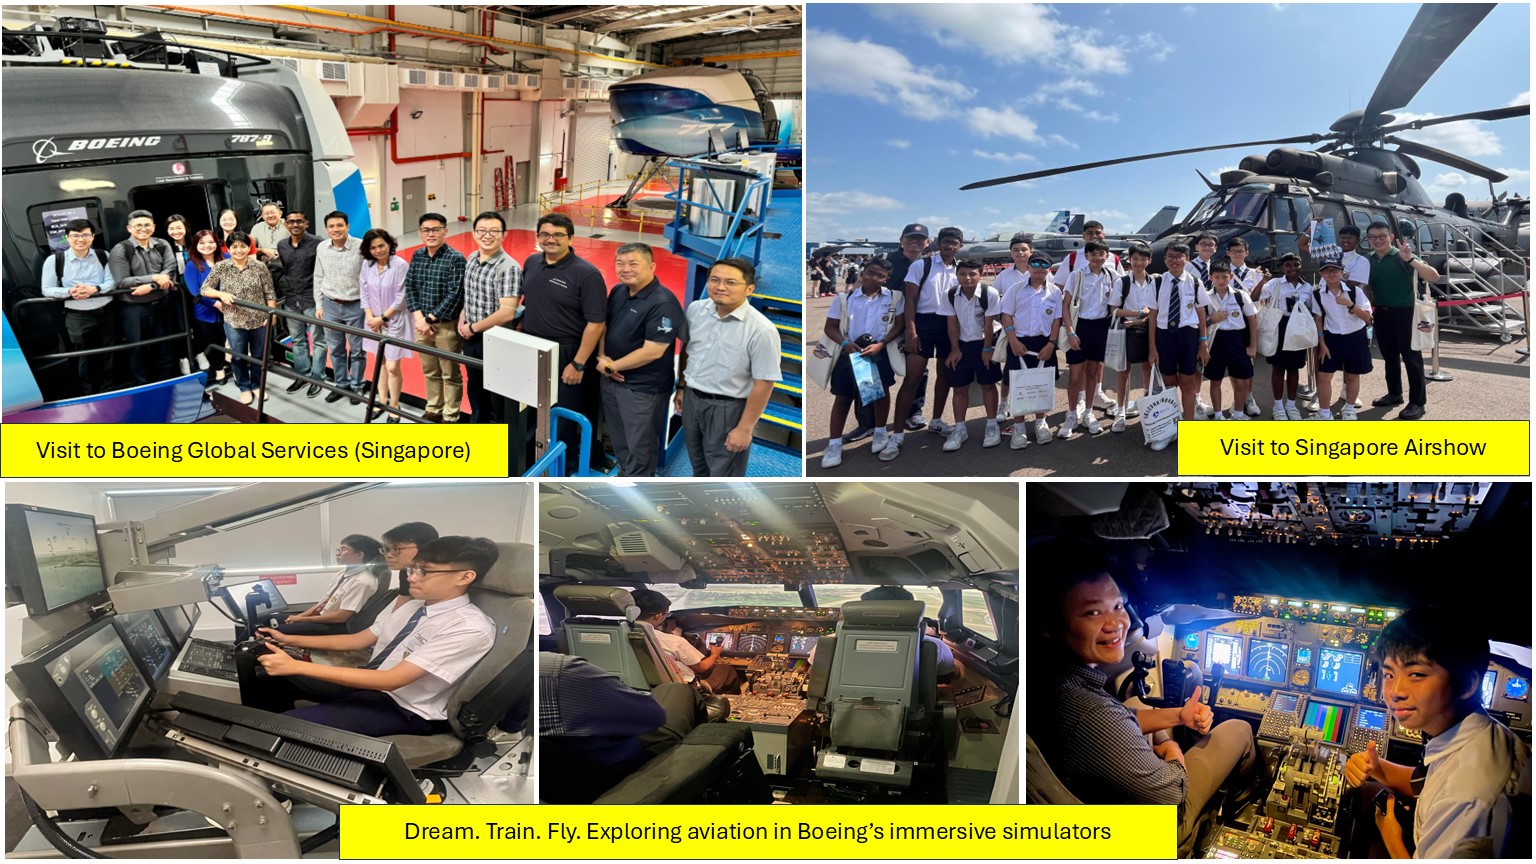 BOEING 787-9
777
Visit to Boeing Global Services (Singapore)
Visit to Singapore Airshow
Dream. Train. Fly. Exploring aviation in Boeing’s immersive simulators